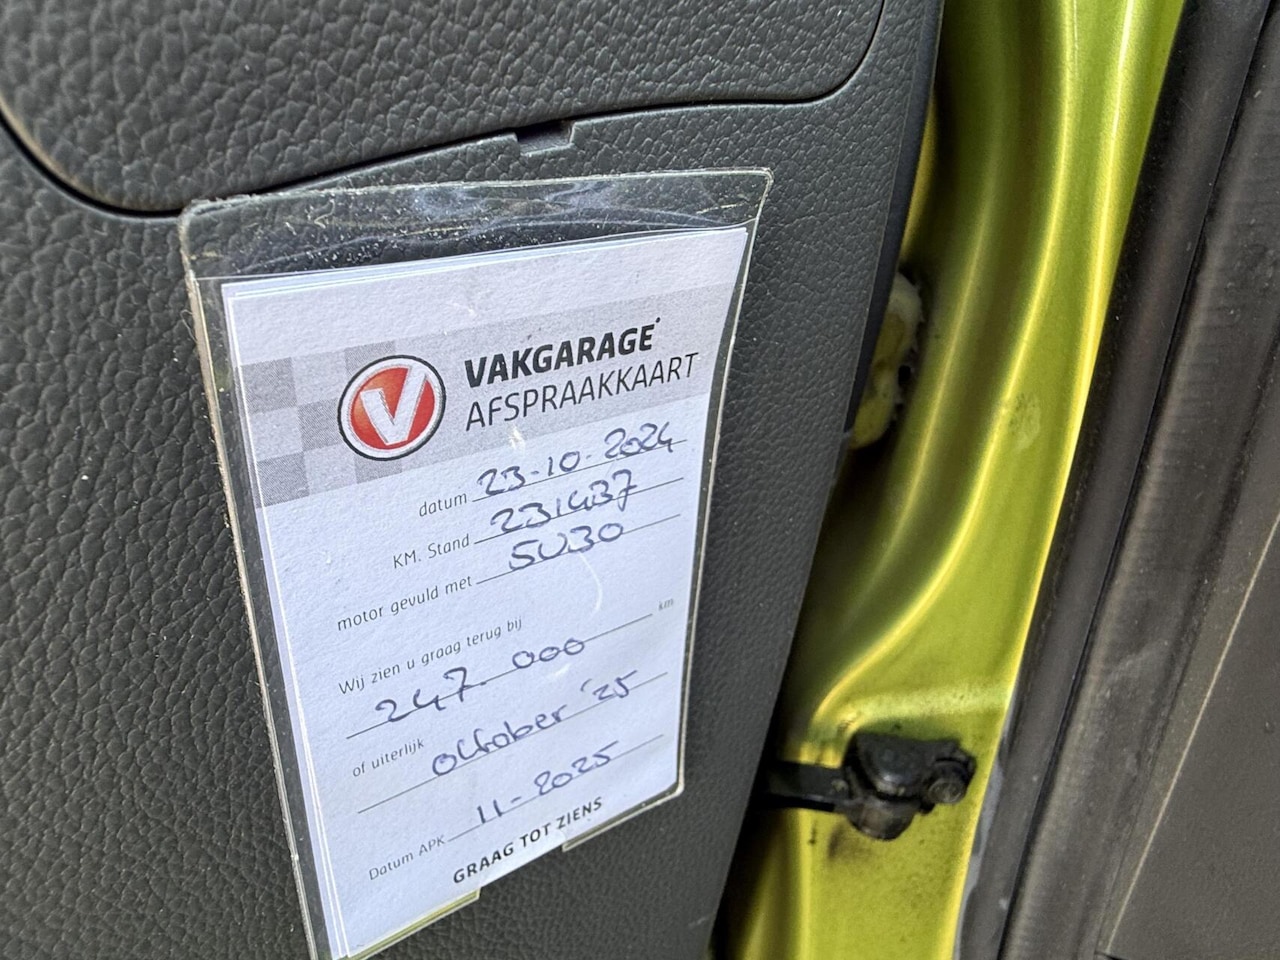 VAKGARAGE
AFSPRAAKKAART
datum 23-10-2024
KM. Stand 231437
motor gevuld met 5W30
Wij zien u graag terug bij
247.000 km
of uiterlijk oktober '25
Datum APK 11-2025
GRAAG TOT ZIENS